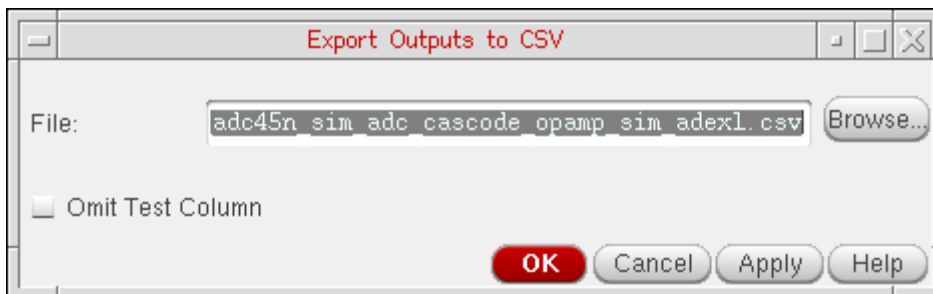 Export Outputs to CSV
File: adc45n_sim_adc_cascode_opamp_sim_adexl.csv Browse...
Omit Test Column
OK Cancel Apply Help